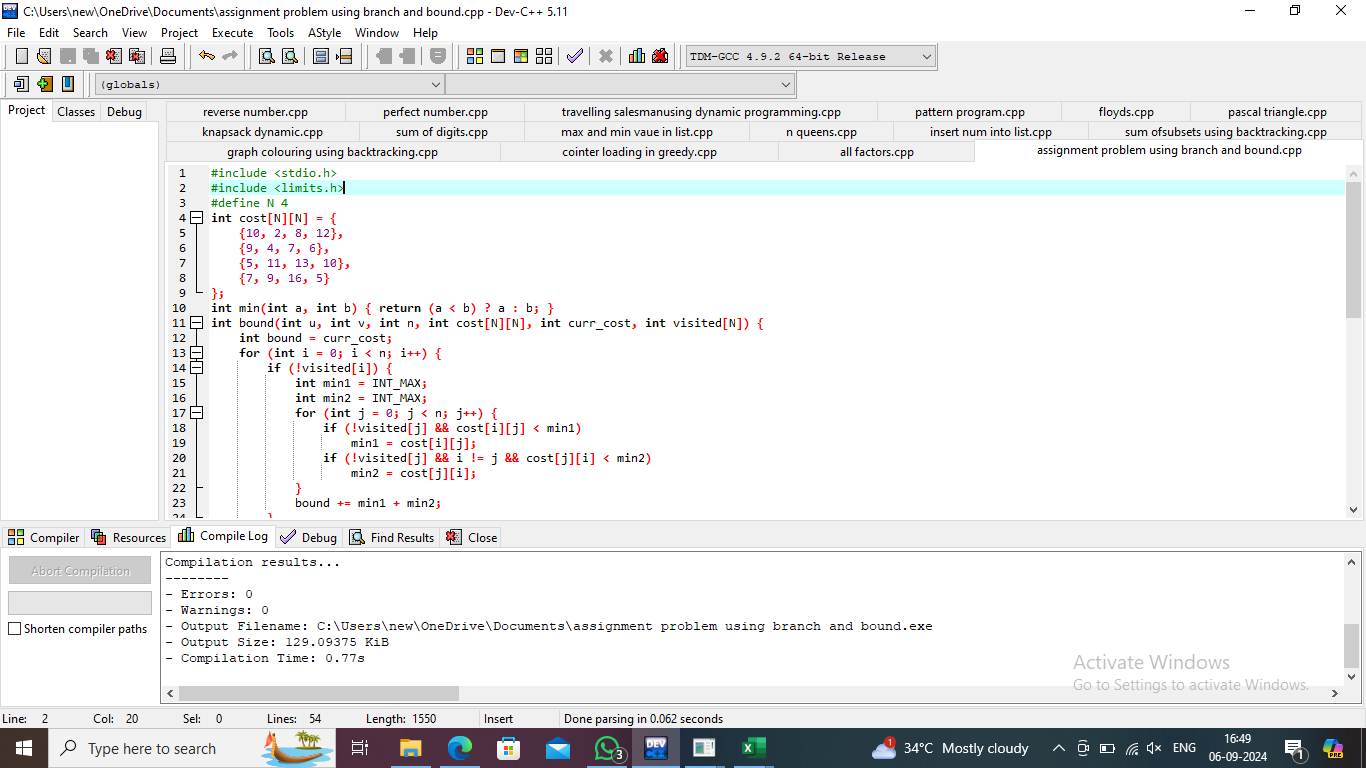 C:\Users\new\OneDrive\Documents\assignment problem using branch and bound.cpp - Dev-C++ 5.11
File Edit Search View Project Execute Tools AStyle Window Help
TDM-GCC 4.9.2 64-bit Release
(globals)
Project Classes Debug
reverse number.cpp perfect number.cpp travelling salesmanusing dynamic programming.cpp pattern program.cpp floyds.cpp pascal triangle.cpp
knapsack dynamic.cpp sum of digits.cpp max and min vaue in list.cpp n queens.cpp insert num into list.cpp sum ofsubsets using backtracking.cpp
graph colouring using backtracking.cpp cointer loading in greedy.cpp all factors.cpp assignment problem using branch and bound.cpp
1 #include <stdio.h>
2 #include <limits.h>
3 #define N 4
4 int cost[N][N] = {
5 {10, 2, 8, 12},
6 {9, 4, 7, 6},
7 {5, 11, 13, 10},
8 {7, 9, 16, 5}
9 };
10 int min(int a, int b) { return (a < b) ? a : b; }
11 int bound(int u, int v, int n, int cost[N][N], int curr_cost, int visited[N]) {
12 int bound = curr_cost;
13 for (int i = 0; i < n; i++) {
14 if (!visited[i]) {
15 int min1 = INT_MAX;
16 int min2 = INT_MAX;
17 for (int j = 0; j < n; j++) {
18 if (!visited[j] && cost[i][j] < min1)
19 min1 = cost[i][j];
20 if (!visited[j] && i != j && cost[j][i] < min2)
21 min2 = cost[j][i];
22 }
23 bound += min1 + min2;
24 }
Compiler Resources Compile Log Debug Find Results Close
Abort Compilation
Shorten compiler paths
Compilation results...
--------
- Errors: 0
- Warnings: 0
- Output Filename: C:\Users\new\OneDrive\Documents\assignment problem using branch and bound.exe
- Output Size: 129.09375 KiB
- Compilation Time: 0.77s
Activate Windows
Go to Settings to activate Windows.
Line: 2 Col: 20 Sel: 0 Lines: 54 Length: 1550 Insert Done parsing in 0.062 seconds
Type here to search
3
DEV
1
34°C Mostly cloudy
ENG
16:49
06-09-2024
1
PRE